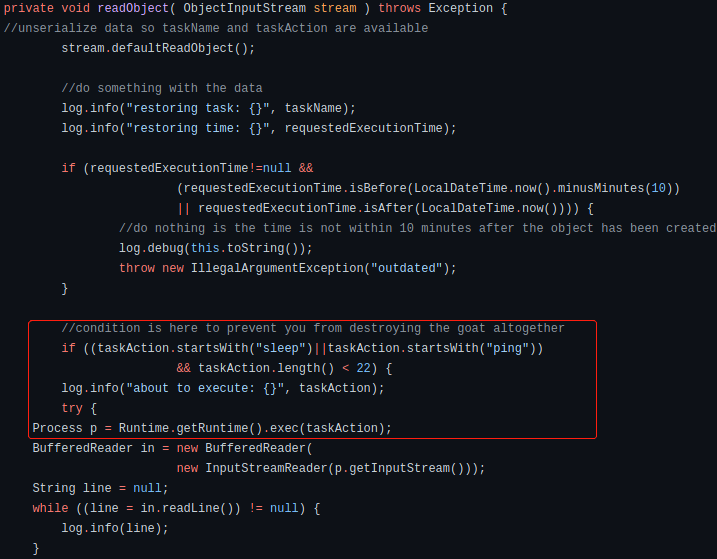 private void readObject( ObjectInputStream stream ) throws Exception {
//unserialize data so taskName and taskAction are available
stream.defaultReadObject();
//do something with the data
log.info("restoring task: {}", taskName);
log.info("restoring time: {}", requestedExecutionTime);
if (requestedExecutionTime!=null &&
(requestedExecutionTime.isBefore(LocalDateTime.now().minusMinutes(10))
|| requestedExecutionTime.isAfter(LocalDateTime.now()))) {
//do nothing is the time is not within 10 minutes after the object has been created
log.debug(this.toString());
throw new IllegalArgumentException("outdated");
}
//condition is here to prevent you from destroying the goat altogether
if ((taskAction.startsWith("sleep")||taskAction.startsWith("ping"))
&& taskAction.length() < 22) {
log.info("about to execute: {}", taskAction);
try {
Process p = Runtime.getRuntime().exec(taskAction);
BufferedReader in = new BufferedReader(
new InputStreamReader(p.getInputStream()));
String line = null;
while ((line = in.readLine()) != null) {
log.info(line);
}